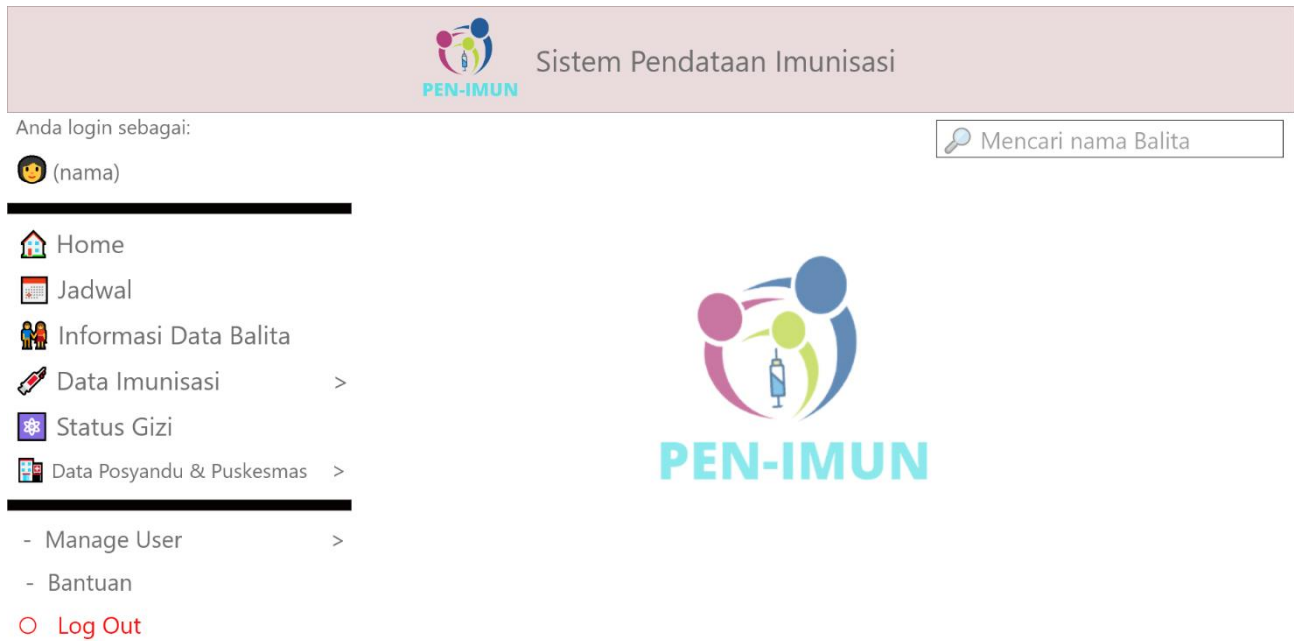 PEN-IMUN
Sistem Pendataan Imunisasi
Anda login sebagai:
(nama)
Mencari nama Balita
Home
Jadwal
Informasi Data Balita
Data Imunisasi >
Status Gizi
Data Posyandu & Puskesmas >
- Manage User >
- Bantuan
Log Out
PEN-IMUN